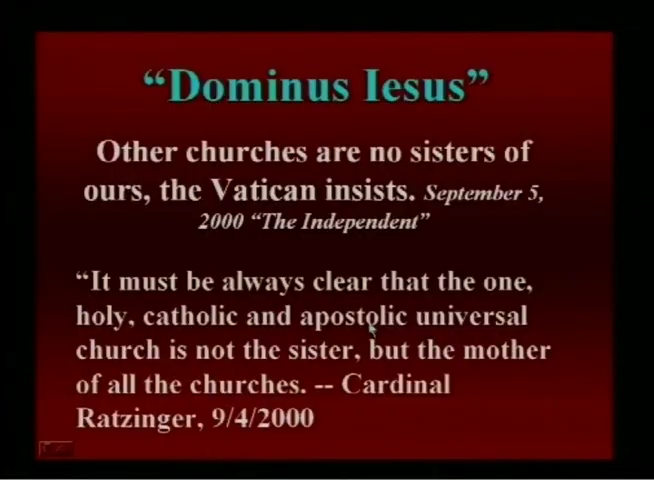 “Dominus Iesus”
Other churches are no sisters of
ours, the Vatican insists. September 5,
2000 “The Independent”
“It must be always clear that the one,
holy, catholic and apostolic universal
church is not the sister, but the mother
of all the churches. -- Cardinal
Ratzinger, 9/4/2000